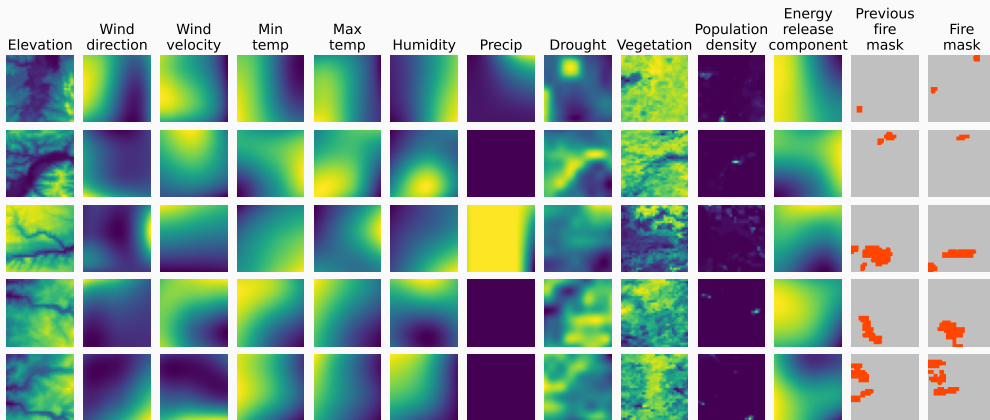 Elevation
Wind
direction
Wind
velocity
Min
temp
Max
temp
Humidity
Precip
Drought
Vegetation
Population
density
Energy
release
component
Previous
fire
mask
Fire
mask